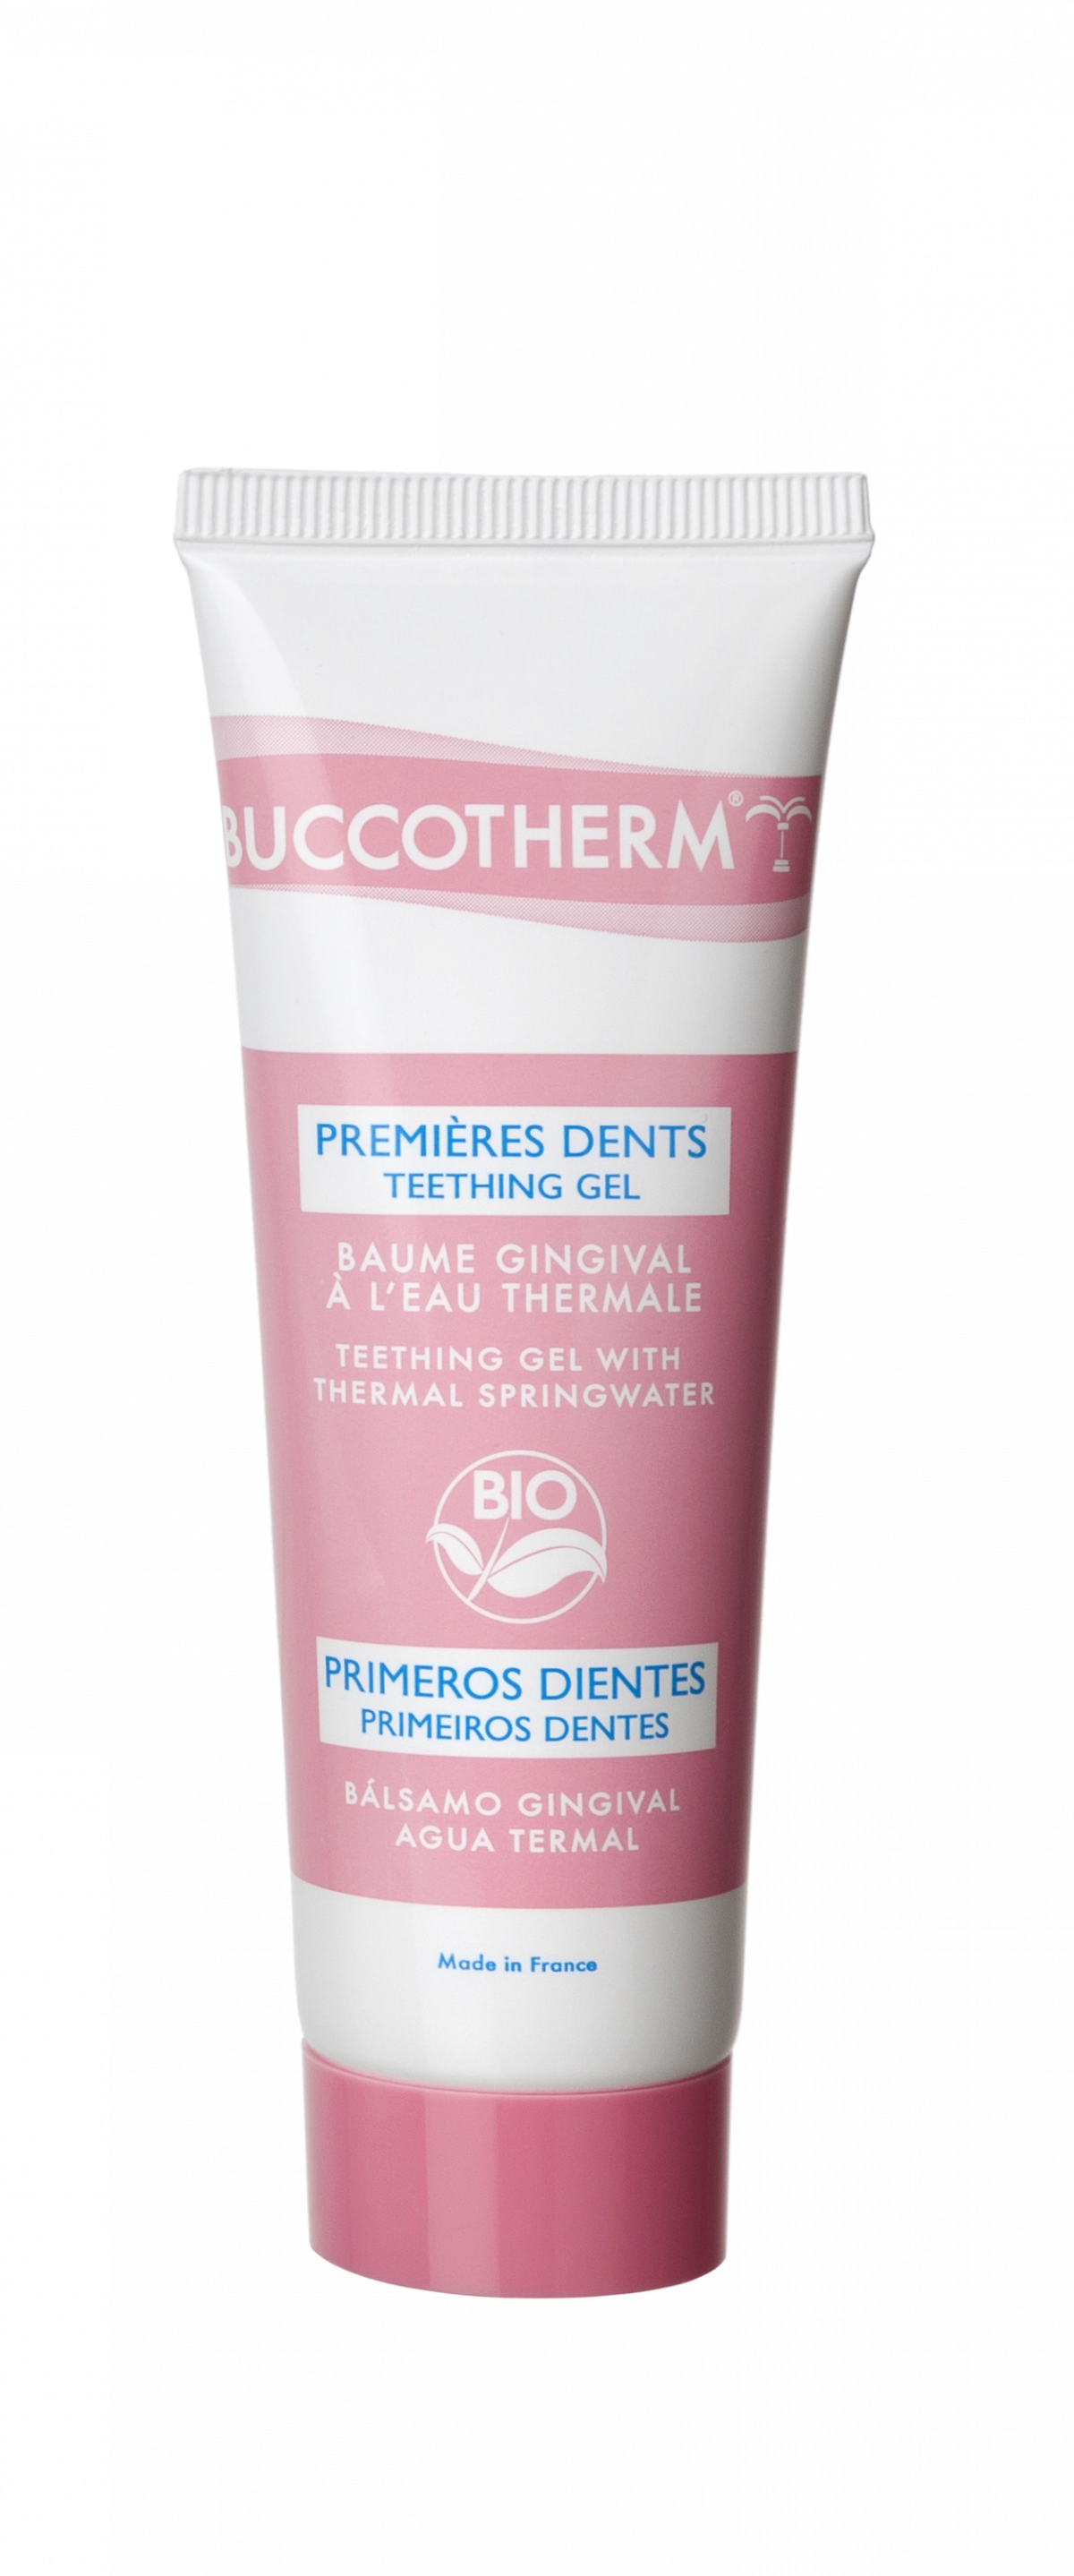 BUCCOTHERM®
PREMIÈRES DENTS
TEETHING GEL
BAUME GINGIVAL
À L'EAU THERMALE
TEETHING GEL WITH
THERMAL SPRINGWATER
BIO
PRIMEROS DIENTES
PRIMEIROS DENTES
BÁLSAMO GINGIVAL
AGUA TERMAL
Made in France